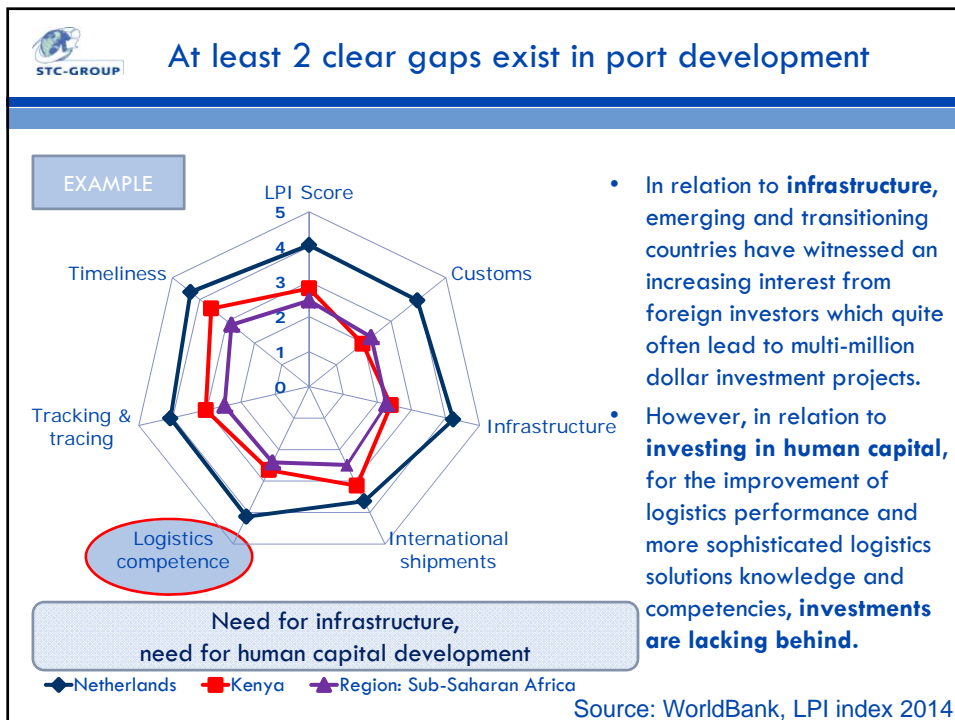 STC-GROUP
At least 2 clear gaps exist in port development
EXAMPLE
LPI Score
5
4
3
2
1
0
Timeliness
Customs
Tracking &
tracing
Infrastructure
Logistics
competence
International
shipments
Need for infrastructure,
need for human capital development
Netherlands Kenya Region: Sub-Saharan Africa
• In relation to infrastructure,
emerging and transitioning
countries have witnessed an
increasing interest from
foreign investors which quite
often lead to multi-million
dollar investment projects.
• However, in relation to
investing in human capital,
for the improvement of
logistics performance and
more sophisticated logistics
solutions knowledge and
competencies, investments
are lacking behind.
Source: WorldBank, LPI index 2014